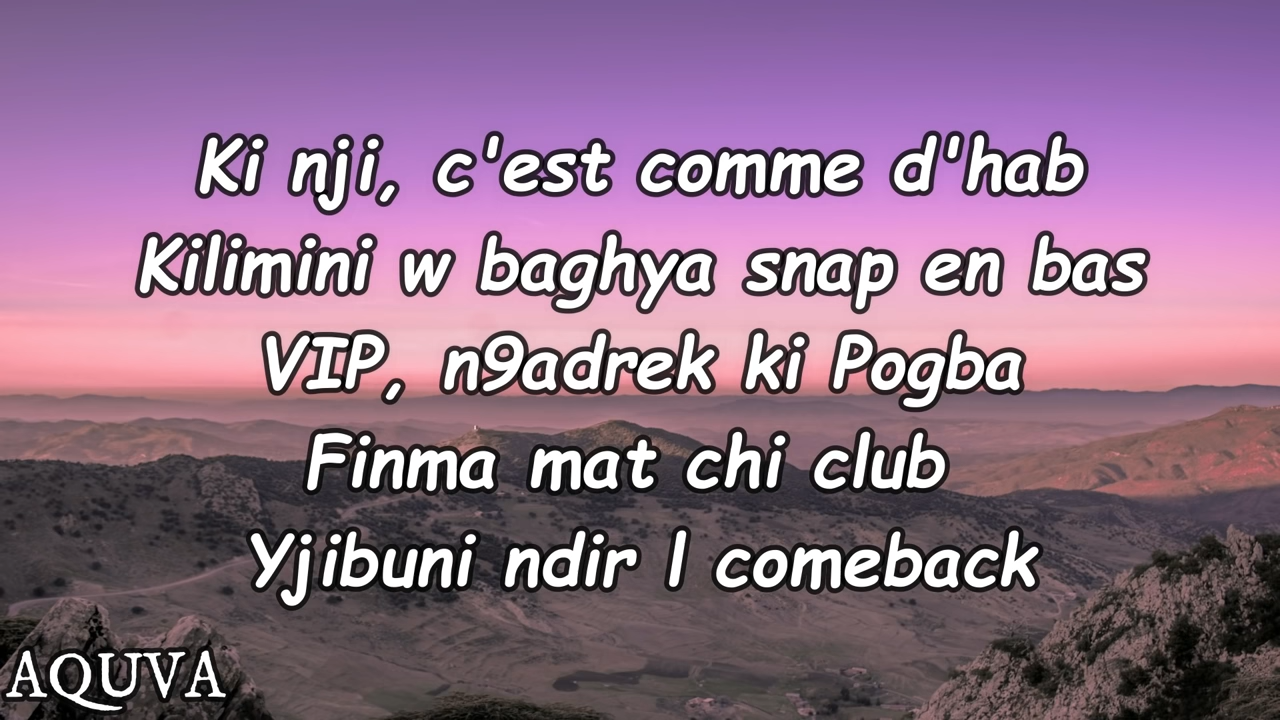 Ki nji, c'est comme d'hab
Kilimini w baghya snap en bas
VIP, n9adrek ki Pogba
Finma mat chi club
Yjibuni ndir l comeback
AQUVA